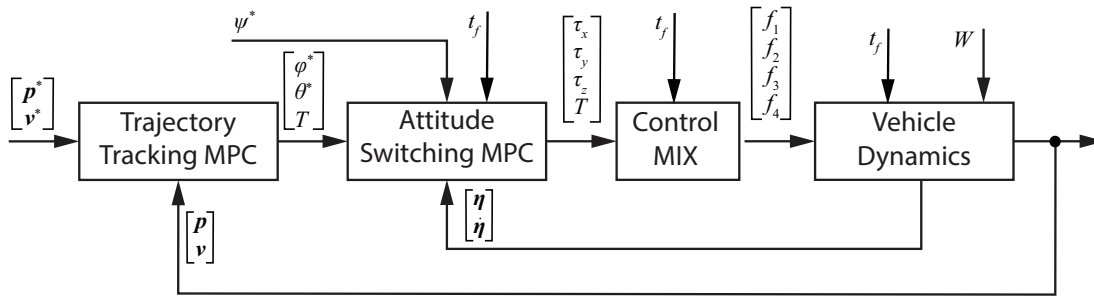 ψ*
t_f
τ_x
τ_y
τ_z
T
t_f
f_1
f_2
f_3
f_4
t_f
W
p*
v*
Trajectory
Tracking MPC
φ*
θ*
T
Attitude
Switching MPC
Control
MIX
Vehicle
Dynamics
p
v
η
η̇